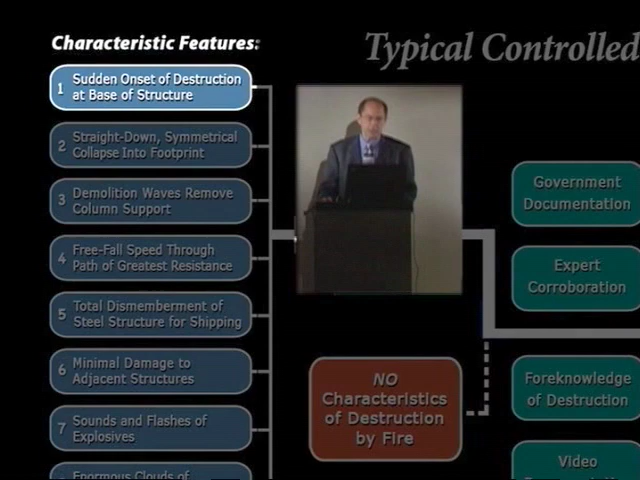 Characteristic Features:
Typical Controlled
1 Sudden Onset of Destruction
at Base of Structure
2 Straight-Down, Symmetrical
Collapse Into Footprint
3 Demolition Waves Remove
Column Support
4 Free-Fall Speed Through
Path of Greatest Resistance
5 Total Dismemberment of
Steel Structure for Shipping
6 Minimal Damage to
Adjacent Structures
7 Sounds and Flashes of
Explosives
Enormous Clouds of
NO
Characteristics
of Destruction
by Fire
Government
Documentation
Expert
Corroboration
Foreknowledge
of Destruction
Video